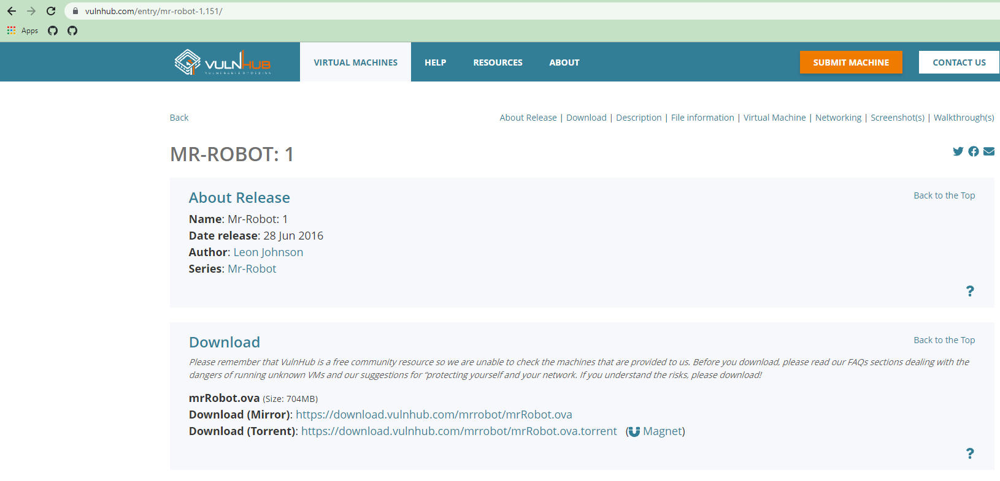 vulnhub.com/entry/mr-robot-1,151/
Apps
VULNHUB
VULNERABLE BY DESIGN
VIRTUAL MACHINES
HELP
RESOURCES
ABOUT
SUBMIT MACHINE
CONTACT US
Back
About Release | Download | Description | File information | Virtual Machine | Networking | Screenshot(s) | Walkthrough(s)
MR-ROBOT: 1
About Release
Back to the Top
Name: Mr-Robot: 1
Date release: 28 Jun 2016
Author: Leon Johnson
Series: Mr-Robot
?
Download
Back to the Top
Please remember that VulnHub is a free community resource so we are unable to check the machines that are provided to us. Before you download, please read our FAQs sections dealing with the
dangers of running unknown VMs and our suggestions for “protecting yourself and your network. If you understand the risks, please download!
mrRobot.ova (Size: 704MB)
Download (Mirror): https://download.vulnhub.com/mrrobot/mrRobot.ova
Download (Torrent): https://download.vulnhub.com/mrrobot/mrRobot.ova.torrent (Magnet)
?